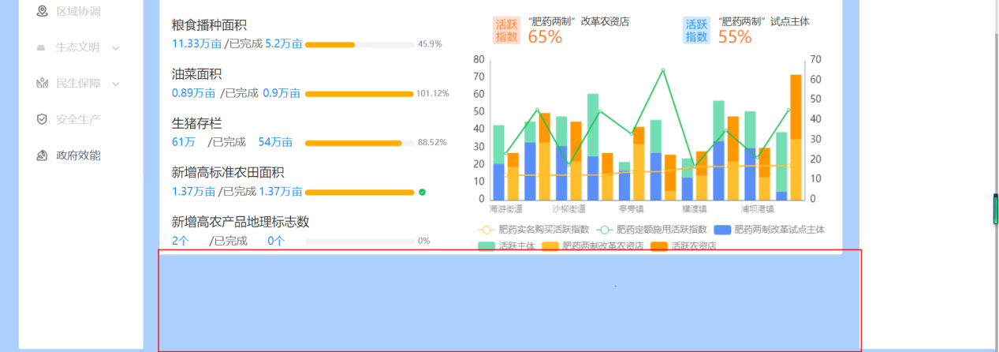 区域协调
生态文明
民生保障
安全生产
政府效能
粮食播种面积
11.33万亩 /已完成 5.2万亩 45.9%
油菜面积
0.89万亩 /已完成 0.9万亩 101.12%
生猪存栏
61万 /已完成 54万亩 88.52%
新增高标准农田面积
1.37万亩 /已完成 1.37万亩
新增高农产品地理标志数
2个 /已完成 0个 0%
活跃指数 “肥药两制”改革农资店 65%
活跃指数 “肥药两制”试点主体 55%
80 70
70 60
60 50
50 40
40 30
30 20
20 10
10 0
0
海游街道 沙柳街道 亭旁镇 横渡镇 浦坝港镇
肥药实名购买活跃指数 肥药定额施用活跃指数 肥药两制改革试点主体
活跃主体 肥药两制改革农资店 活跃农资店